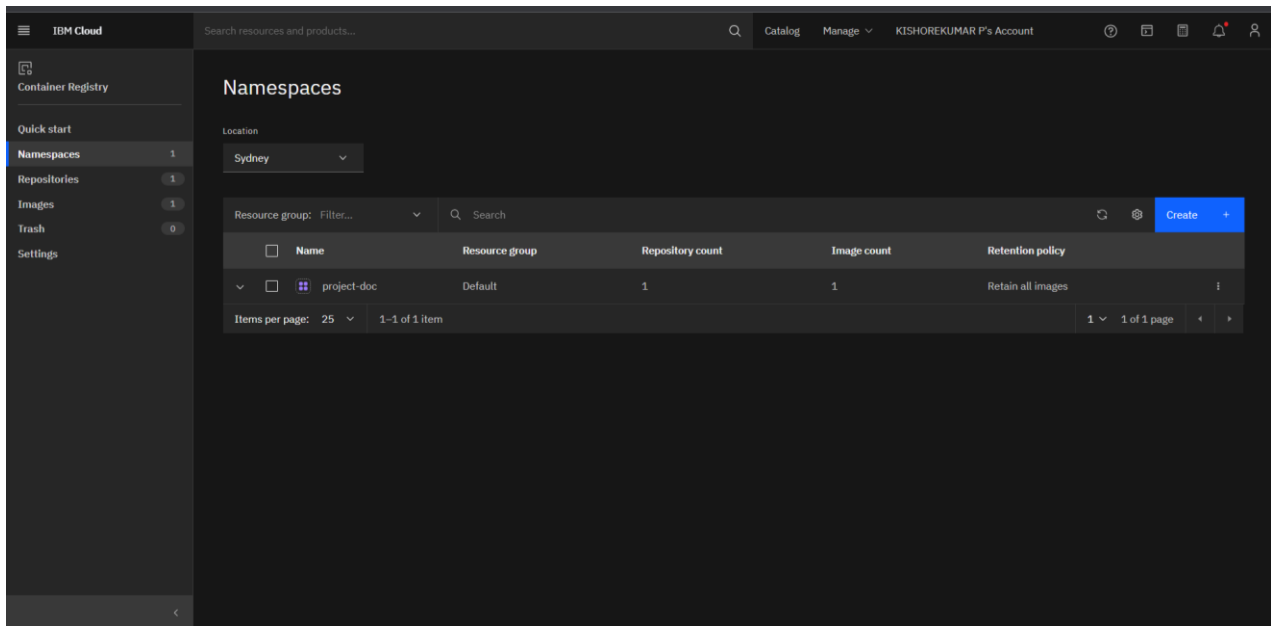 IBM Cloud
Search resources and products...
Catalog
Manage
KISHOREKUMAR P's Account
Container Registry
Quick start
Namespaces 1
Repositories 1
Images 1
Trash 0
Settings
Namespaces
Location
Sydney
Resource group: Filter...
Search
Create +
Name Resource group Repository count Image count Retention policy
project-doc Default 1 1 Retain all images
Items per page: 25 1–1 of 1 item
1 1 of 1 page